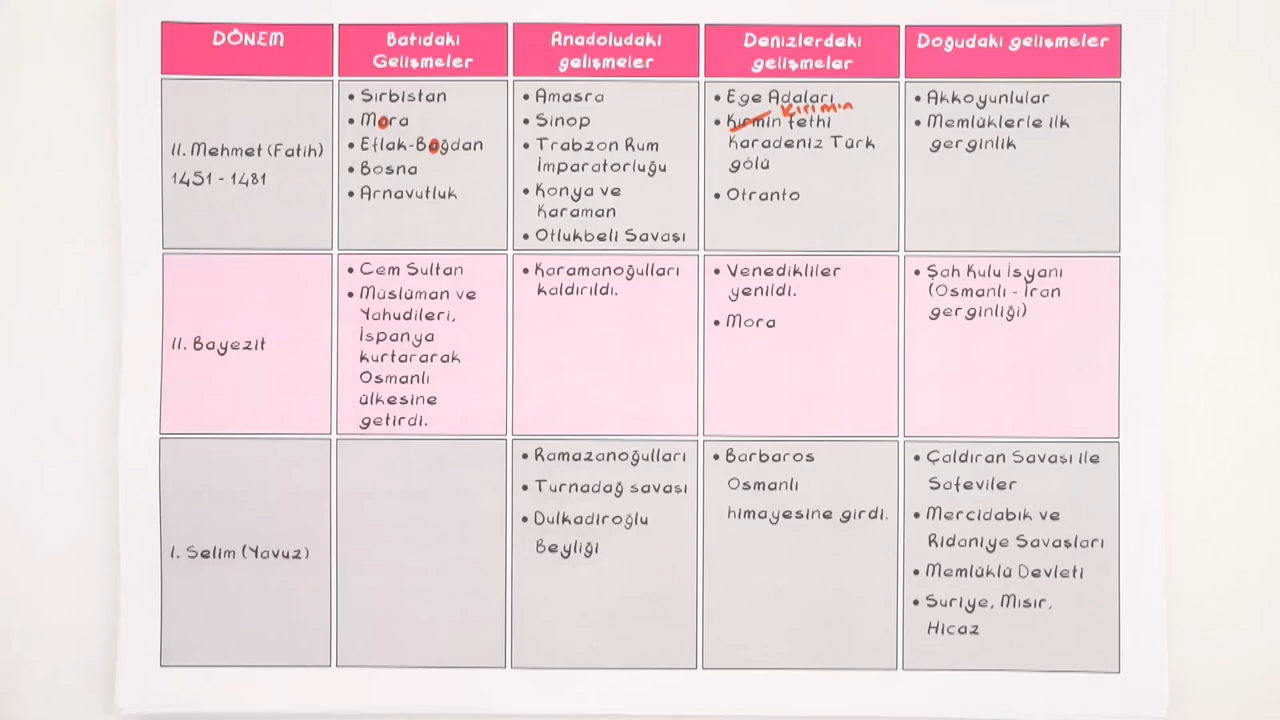 DÖNEM
Batıdaki
Gelişmeler
Anadoludaki
gelişmeler
Denizlerdeki
gelişmeler
Doğudaki gelişmeler
II. Mehmet (Fatih)
1451 - 1481
• Sırbistan
• Mora
• Eflak-Boğdan
• Bosna
• Arnavutluk
• Amasra
• Sinop
• Trabzon Rum
İmparatorluğu
• Konya ve
Karaman
• Otlukbeli Savaşı
• Ege Adaları
Kırımın
• Kırmin fethi
Karadeniz Türk
gölü
• Otranto
• Akkoyunlular
• Memlüklerle ilk
gerginlik
II. Bayezit
• Cem Sultan
• Müslüman ve
Yahudileri,
İspanya
kurtararak
Osmanlı
ülkesine
getirdi.
• Karamanoğulları
kaldırıldı.
• Venedikliler
yenildi.
• Mora
• Şah Kulu İsyanı
(Osmanlı - İran
gerginliği)
I. Selim (Yavuz)
• Ramazanoğulları
• Turnadağ savaşı
• Dulkadiroğlu
Beyliği
• Barbaros
Osmanlı
himayesine girdi.
• Çaldıran Savaşı ile
Safeviler
• Mercidabık ve
Ridaniye Savaşları
• Memlüklü Devleti
• Suriye, Mısır,
Hicaz